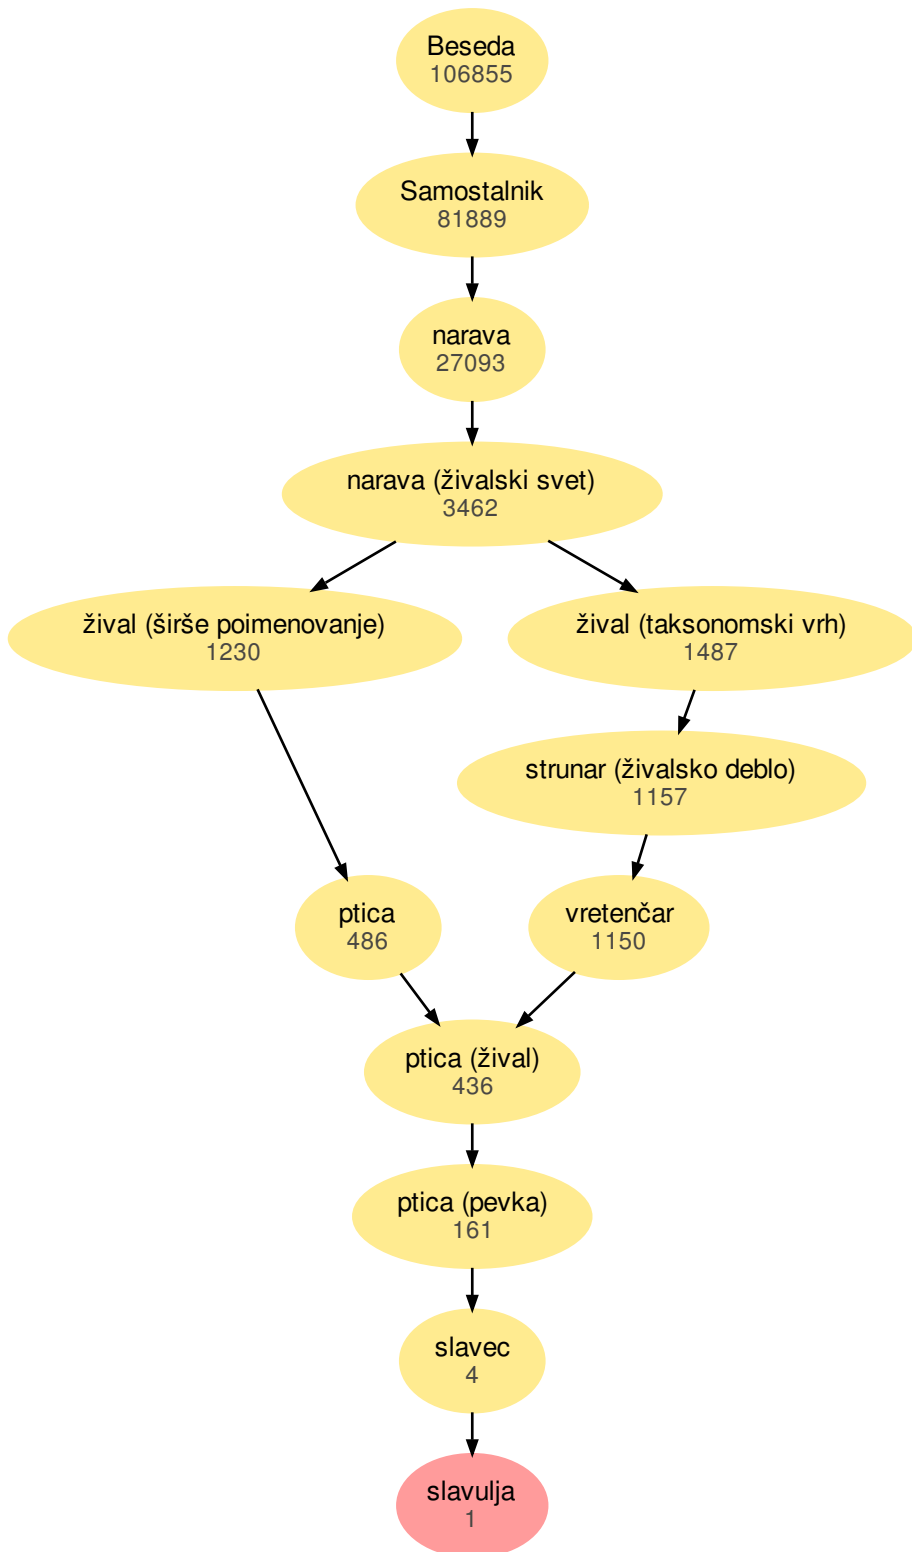 Beseda
106855
Samostalnik
81889
narava
27093
narava (živalski svet)
3462
žival (širše poimenovanje)
1230
žival (taksonomski vrh)
1487
strunar (živalsko deblo)
1157
ptica
486
vretenčar
1150
ptica (žival)
436
ptica (pevka)
161
slavec
4
slavulja
1